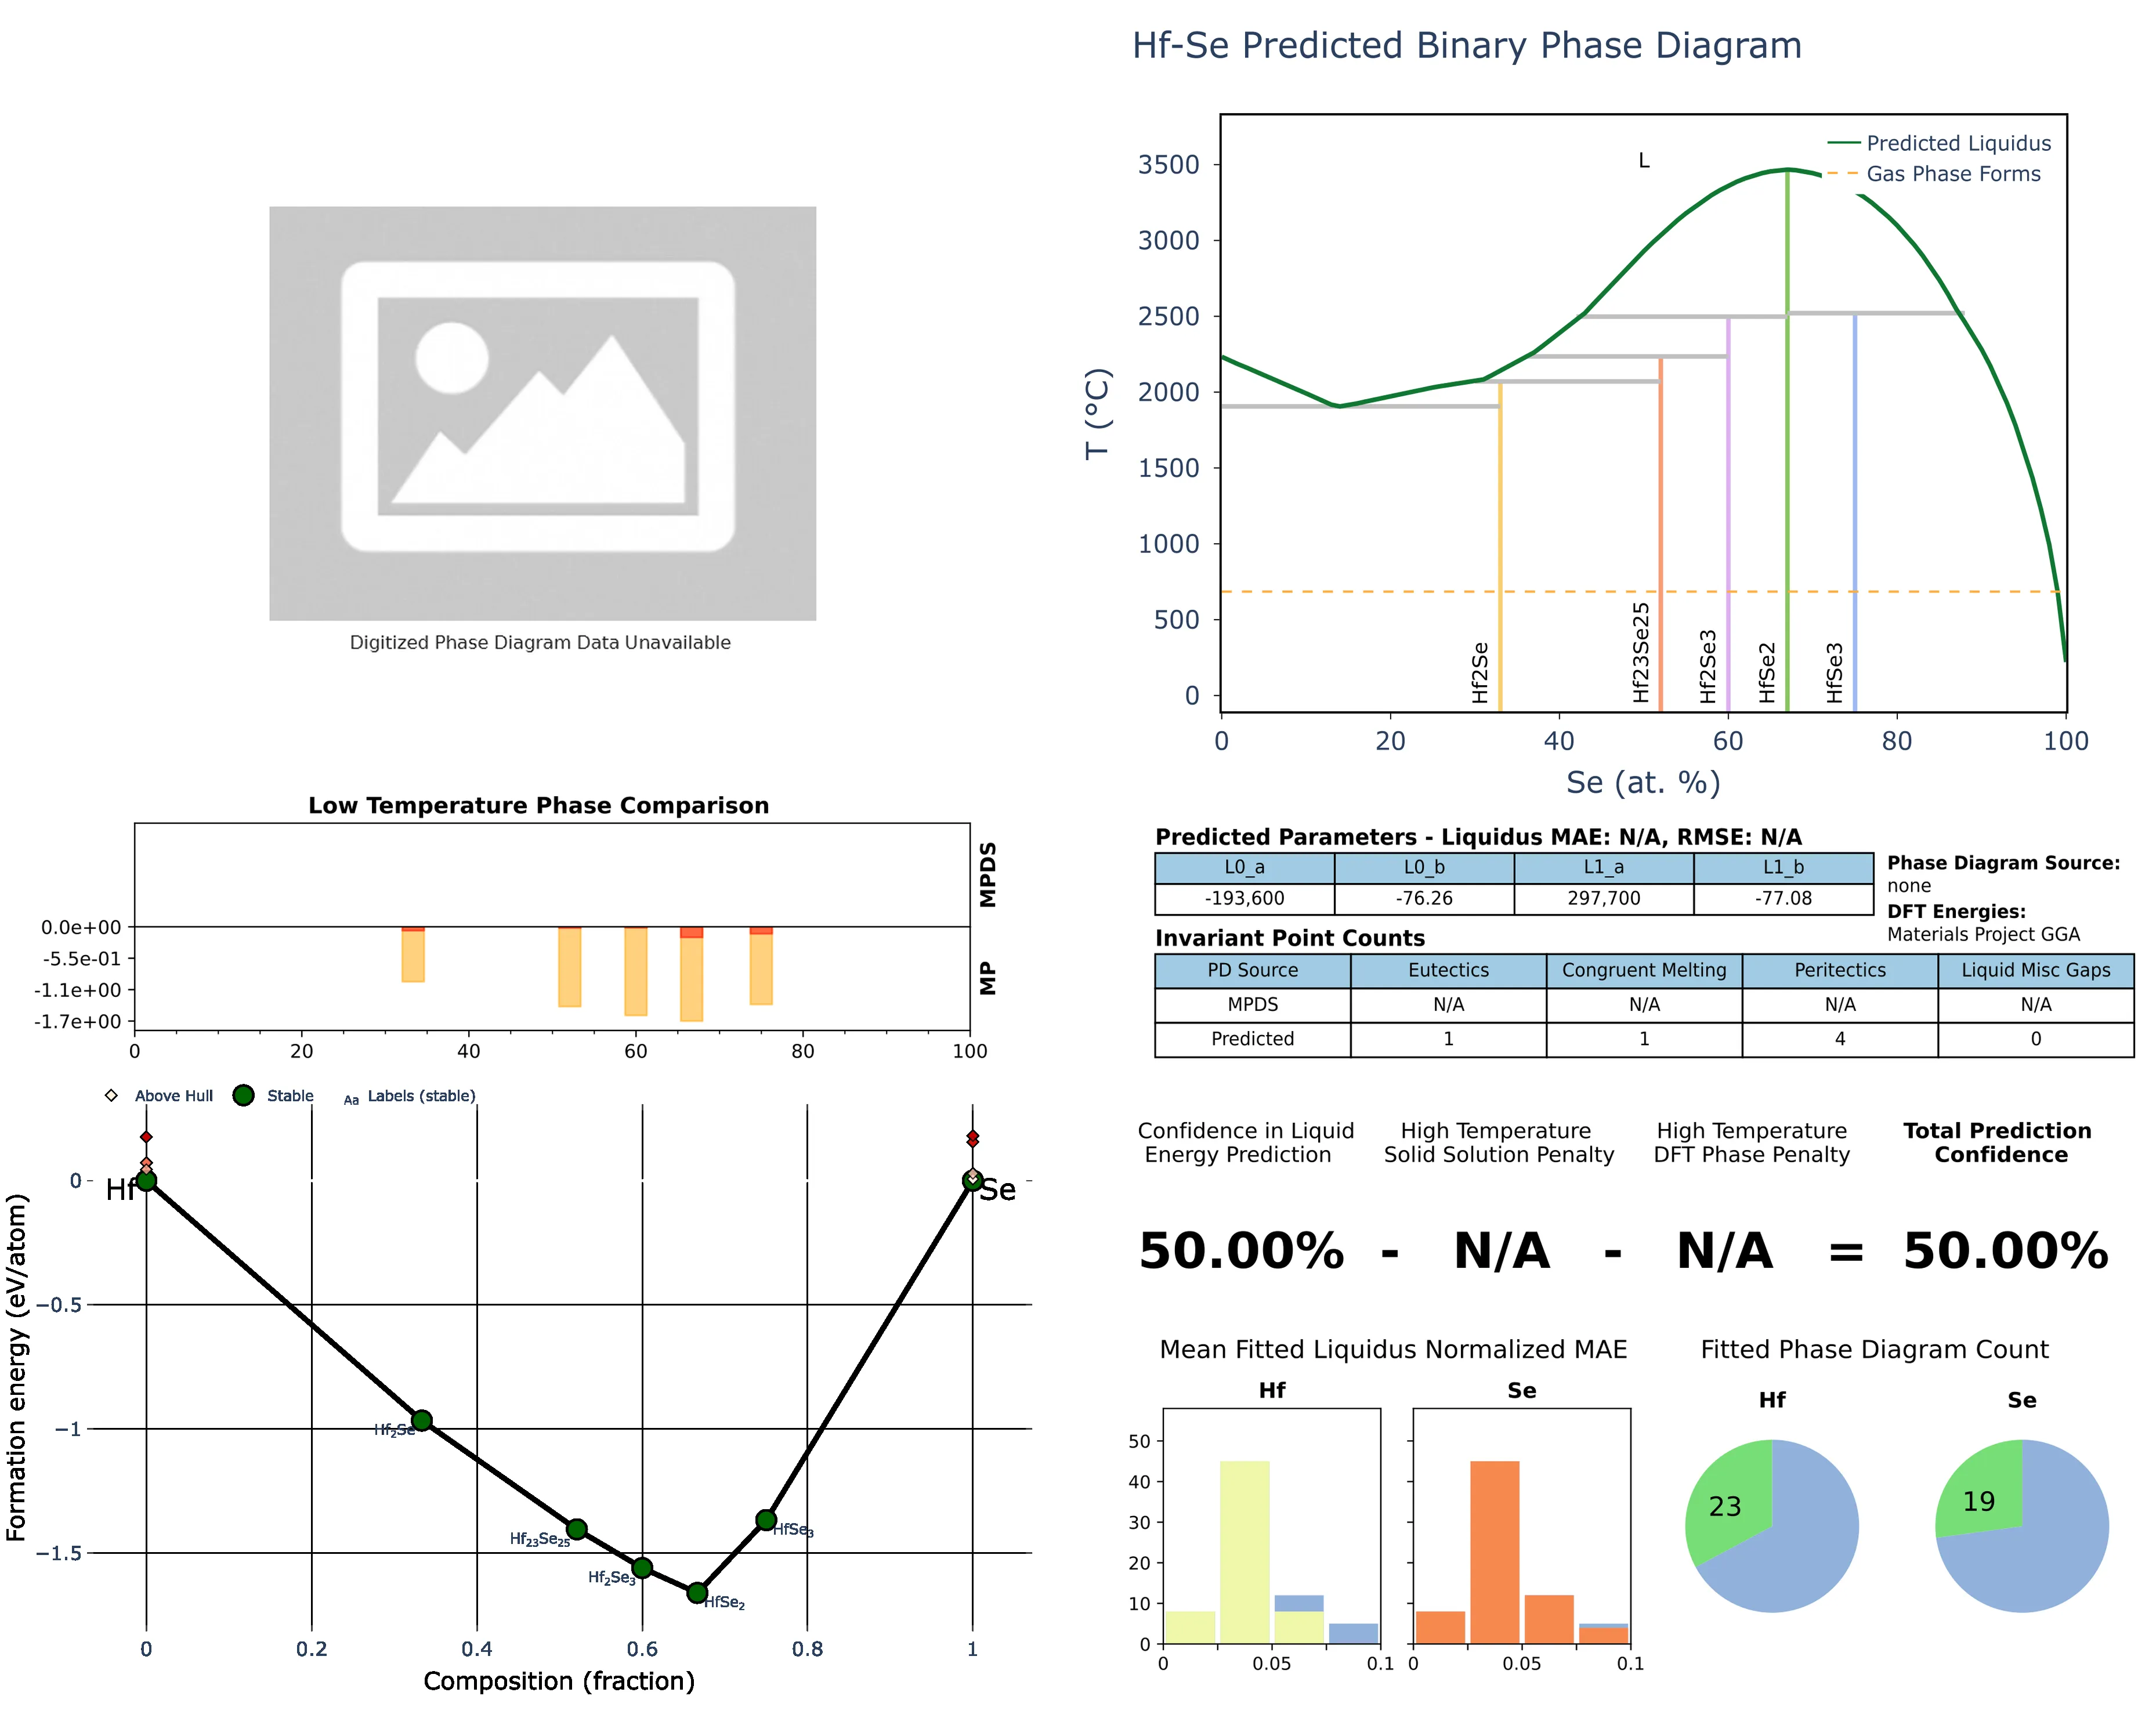 Hf-Se Predicted Binary Phase Diagram
Digitized Phase Diagram Data Unavailable
L
Predicted Liquidus
Gas Phase Forms
T (°C)
3500
3000
2500
2000
1500
1000
500
0
Hf2Se
Hf23Se25
Hf2Se3
HfSe2
HfSe3
0 20 40 60 80 100
Se (at. %)
Low Temperature Phase Comparison
MPDS
MP
0.0e+00
-5.5e-01
-1.1e+00
-1.7e+00
0 20 40 60 80 100
Predicted Parameters - Liquidus MAE: N/A, RMSE: N/A
L0_a L0_b L1_a L1_b
-193,600 -76.26 297,700 -77.08
Phase Diagram Source:
none
DFT Energies:
Materials Project GGA
Invariant Point Counts
PD Source Eutectics Congruent Melting Peritectics Liquid Misc Gaps
MPDS N/A N/A N/A N/A
Predicted 1 1 4 0
Above Hull Stable Aa Labels (stable)
Formation energy (eV/atom)
0
−0.5
−1
−1.5
Hf
Se
Hf₂Se
Hf₂₃Se₂₅
Hf₂Se₃
HfSe₂
HfSe₃
0 0.2 0.4 0.6 0.8 1
Composition (fraction)
Confidence in Liquid
Energy Prediction
High Temperature
Solid Solution Penalty
High Temperature
DFT Phase Penalty
Total Prediction
Confidence
50.00% - N/A - N/A = 50.00%
Mean Fitted Liquidus Normalized MAE
Hf
Se
50
40
30
20
10
0
0 0.05 0.1
0 0.05 0.1
Fitted Phase Diagram Count
Hf
Se
23
19